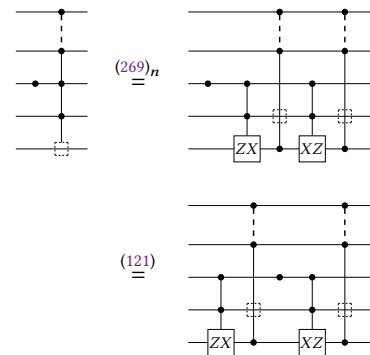 (269)n
=
ZX XZ
(121)
=
ZX XZ